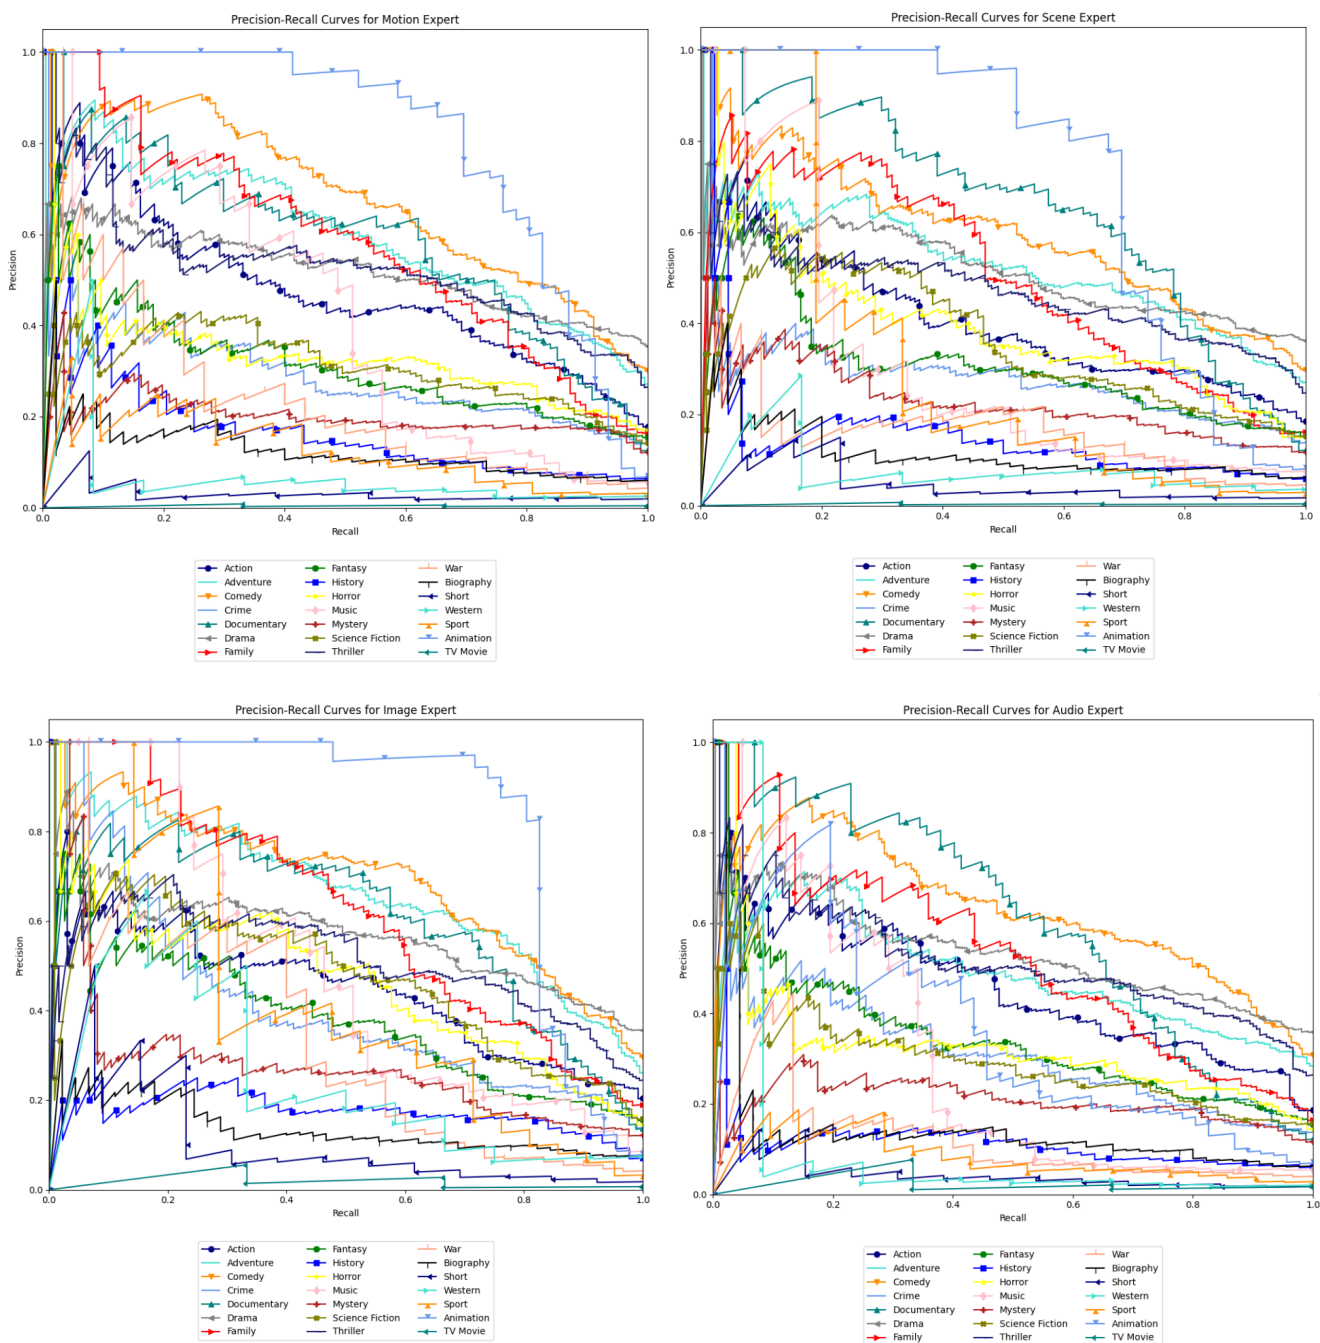 Precision-Recall Curves for Motion Expert
1.0
0.8
0.6
0.4
0.2
0.0
Precision
0.0 0.2 0.4 0.6 0.8 1.0
Recall
Action Fantasy War
Adventure History Biography
Comedy Horror Short
Crime Music Western
Documentary Mystery Sport
Drama Science Fiction Animation
Family Thriller TV Movie
Precision-Recall Curves for Scene Expert
1.0
0.8
0.6
0.4
0.2
0.0
Precision
0.0 0.2 0.4 0.6 0.8 1.0
Recall
Action Fantasy War
Adventure History Biography
Comedy Horror Short
Crime Music Western
Documentary Mystery Sport
Drama Science Fiction Animation
Family Thriller TV Movie
Precision-Recall Curves for Image Expert
1.0
0.8
0.6
0.4
0.2
0.0
Precision
0.0 0.2 0.4 0.6 0.8 1.0
Recall
Action Fantasy War
Adventure History Biography
Comedy Horror Short
Crime Music Western
Documentary Mystery Sport
Drama Science Fiction Animation
Family Thriller TV Movie
Precision-Recall Curves for Audio Expert
1.0
0.8
0.6
0.4
0.2
0.0
Precision
0.0 0.2 0.4 0.6 0.8 1.0
Recall
Action Fantasy War
Adventure History Biography
Comedy Horror Short
Crime Music Western
Documentary Mystery Sport
Drama Science Fiction Animation
Family Thriller TV Movie